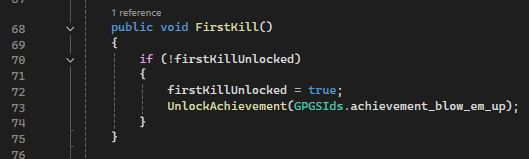 1 reference
68 public void FirstKill()
69 {
70 if (!firstKillUnlocked)
71 {
72 firstKillUnlocked = true;
73 UnlockAchievement(GPGSIds.achievement_blow_em_up);
74 }
75 }
76